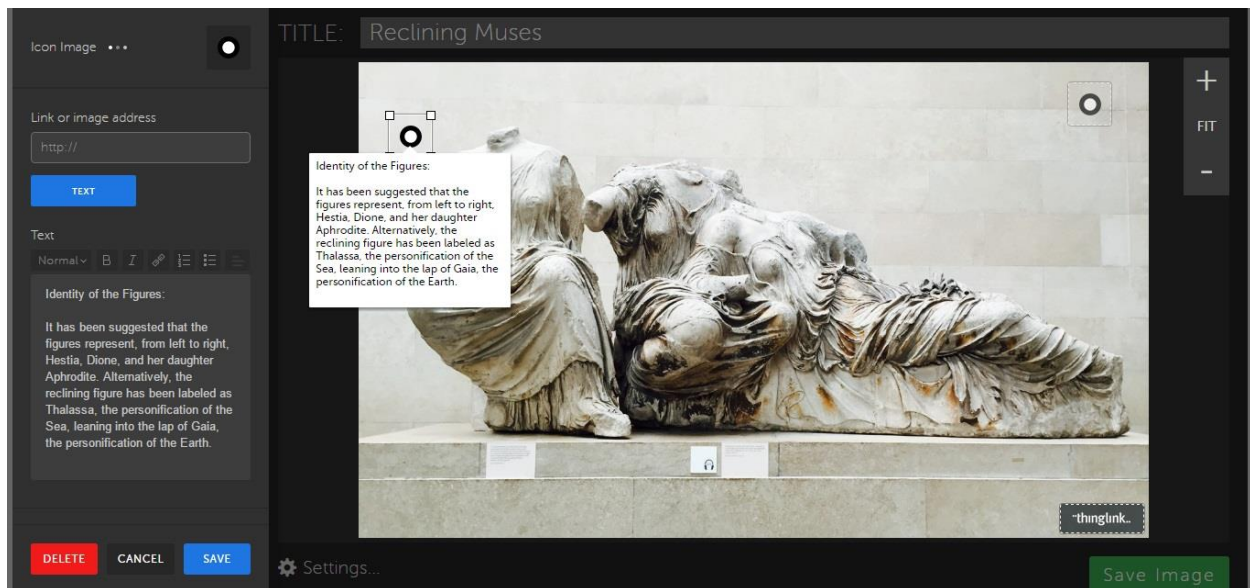 Icon Image
TITLE: Reclining Muses
Link or image address
http://
TEXT
Text
Normal
B I
Identity of the Figures:
It has been suggested that the
figures represent, from left to right,
Hestia, Dione, and her daughter
Aphrodite. Alternatively, the
reclining figure has been labeled as
Thalassa, the personification of the
Sea, leaning into the lap of Gaia,
the personification of the Earth.
DELETE CANCEL SAVE
Identity of the Figures:
It has been suggested that the
figures represent, from left to right,
Hestia, Dione, and her daughter
Aphrodite. Alternatively, the
reclining figure has been labeled as
Thalassa, the personification of the
Sea, leaning into the lap of Gaia, the
personification of the Earth.
+
FIT
-
thinglink..
Settings...
Save Image